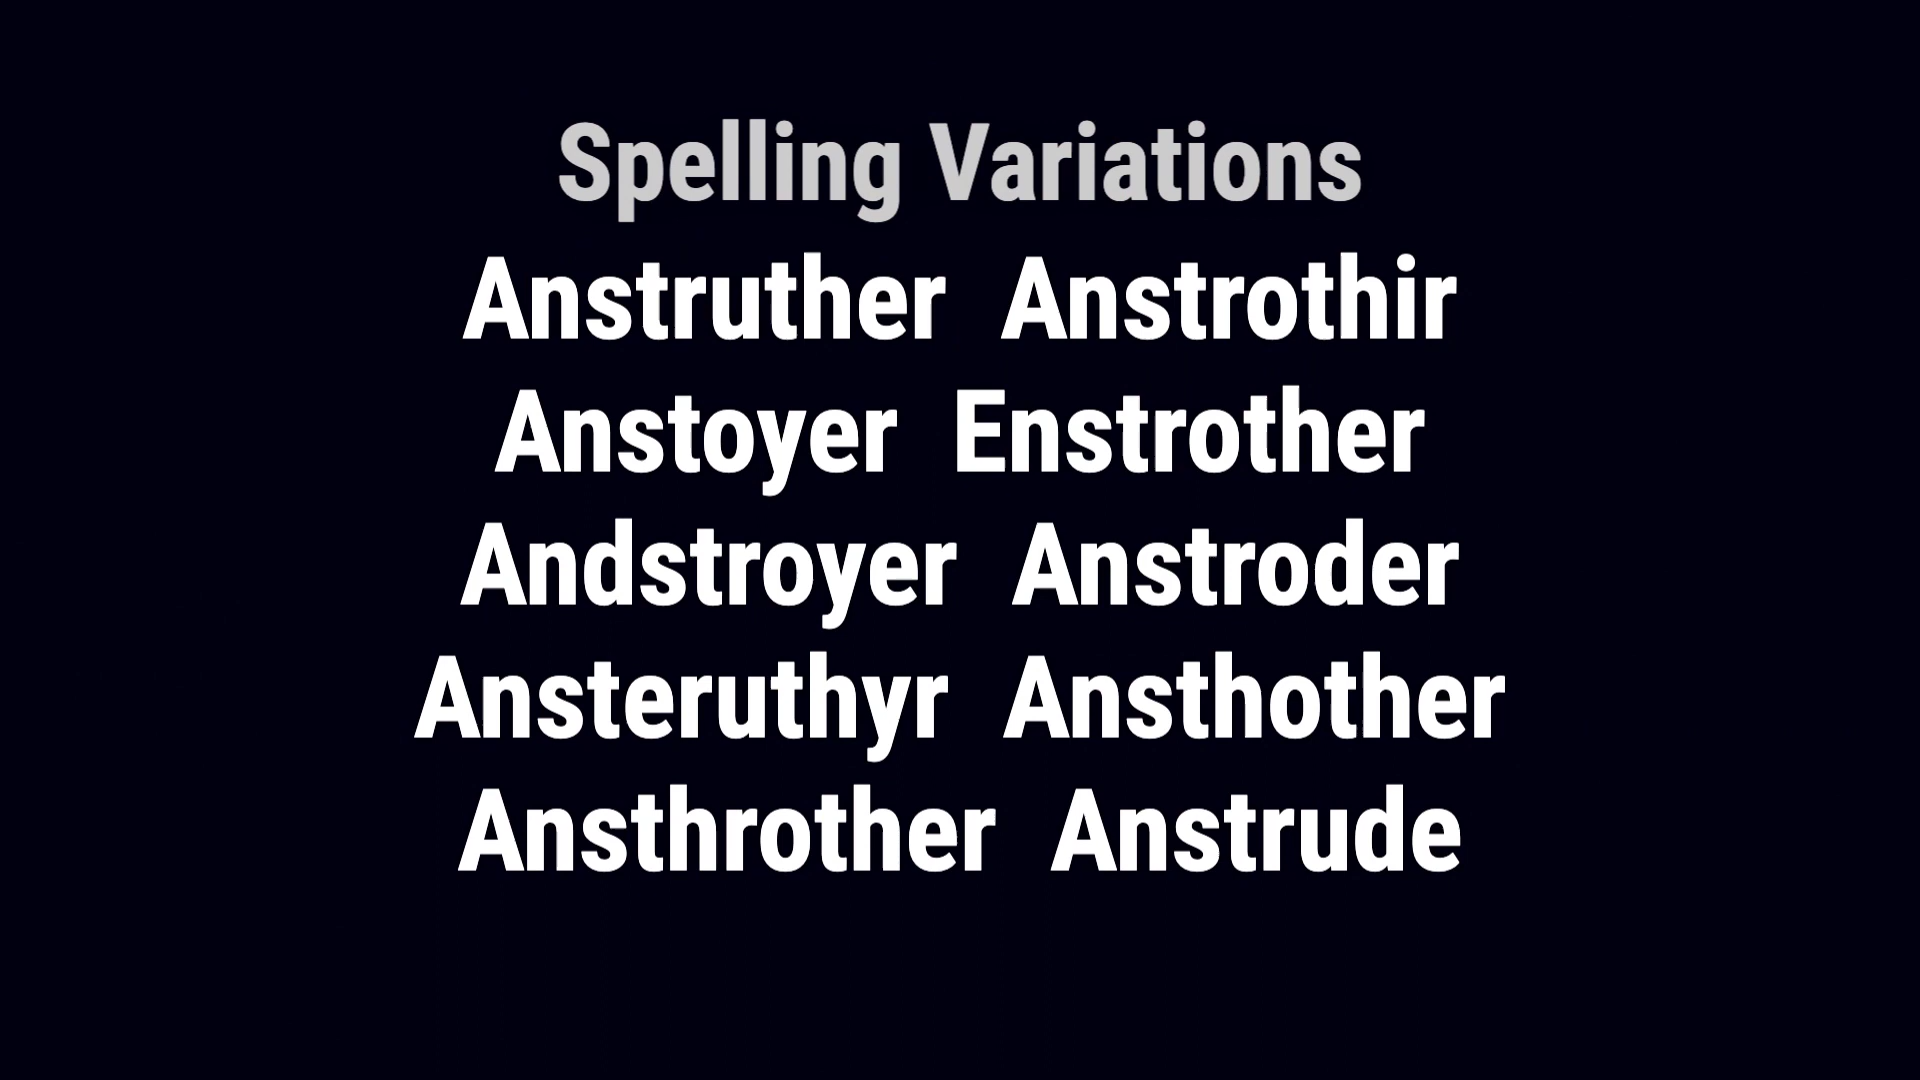 Spelling Variations
Anstruther Anstrothir
Anstoyer Enstrother
Andstroyer Anstroder
Ansteruthyr Ansthother
Ansthrother Anstrude